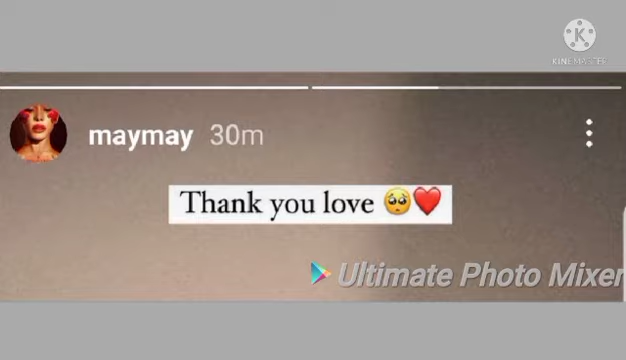 KINEMASTER
maymay 30m
Thank you love 🥺❤️
Ultimate Photo Mixer